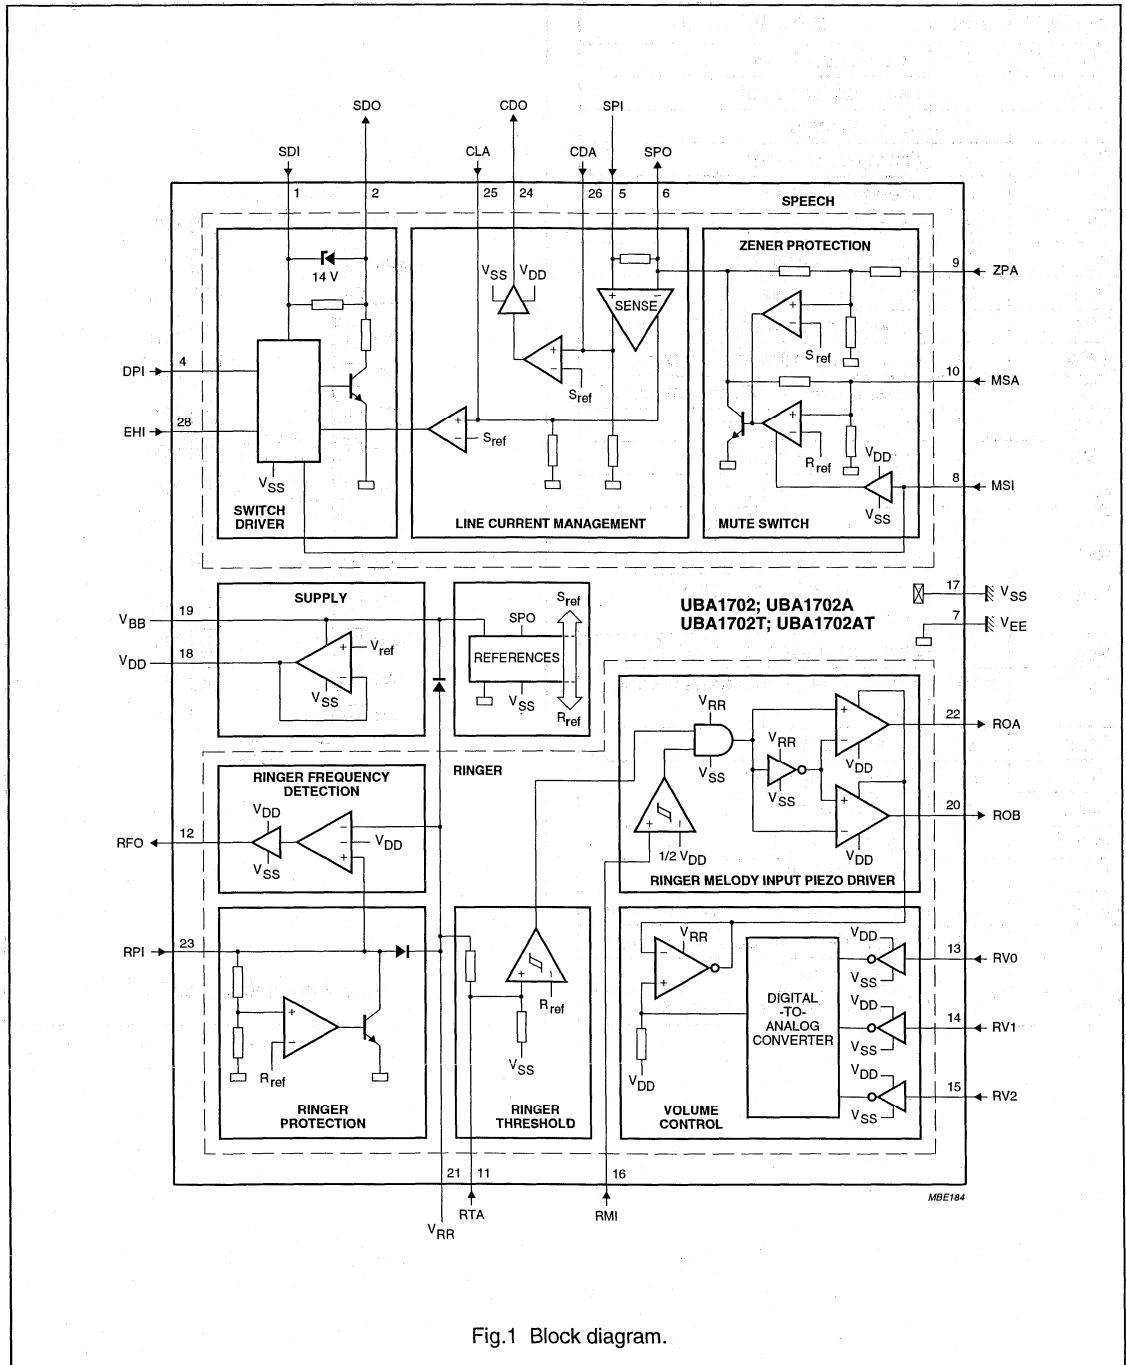 SDO CDO SPI
SDI CLA CDA SPO
1 2 25 24 26 5 6
SPEECH
ZENER PROTECTION
9 ZPA
14 V
VSS VDD
SENSE
+ −
+
−
Sref
DPI 4
+
−
Sref
10 MSA
EHI 28
+
−
Sref
+
−
Rref
VDD
8 MSI
VSS
VSS
SWITCH
DRIVER
LINE CURRENT MANAGEMENT
MUTE SWITCH
17 VSS
7 VEE
UBA1702; UBA1702A
UBA1702T; UBA1702AT
SUPPLY
VBB 19
VDD 18
+ Vref
−
VSS
Sref
SPO
REFERENCES
VSS
Rref
RINGER
VRR
VSS
VRR
VSS
+
−
VDD
22 ROA
+
−
VDD
20 ROB
+ −
1/2 VDD
RINGER MELODY INPUT PIEZO DRIVER
RINGER FREQUENCY
DETECTION
VDD
RFO 12
VSS
−
− VDD
+
RPI 23
+
−
Rref
RINGER
PROTECTION
+ −
Rref
VSS
RINGER
THRESHOLD
−
+
VRR
VDD
DIGITAL
-TO-
ANALOG
CONVERTER
VDD
VSS
13 RV0
VDD
VSS
14 RV1
VDD
VSS
15 RV2
VOLUME
CONTROL
21 11 16
RTA RMI
VRR
MBE184
Fig.1 Block diagram.